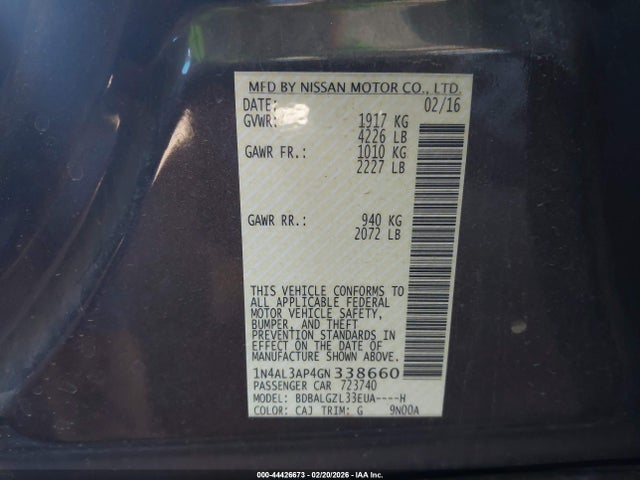 MFD BY NISSAN MOTOR CO., LTD.
DATE: 02/16
GVWR: 1917 KG
4226 LB
GAWR FR.: 1010 KG
2227 LB
GAWR RR.: 940 KG
2072 LB
THIS VEHICLE CONFORMS TO
ALL APPLICABLE FEDERAL
MOTOR VEHICLE SAFETY,
BUMPER, AND THEFT
PREVENTION STANDARDS IN
EFFECT ON THE DATE OF
MANUFACTURE SHOWN ABOVE.
1N4AL3AP4GN338660
PASSENGER CAR 723740
MODEL: BDBALGZL33EUA----H
COLOR: CAJ TRIM: G 9N00A
000-44426673 - 02/20/2026 - IAA Inc.